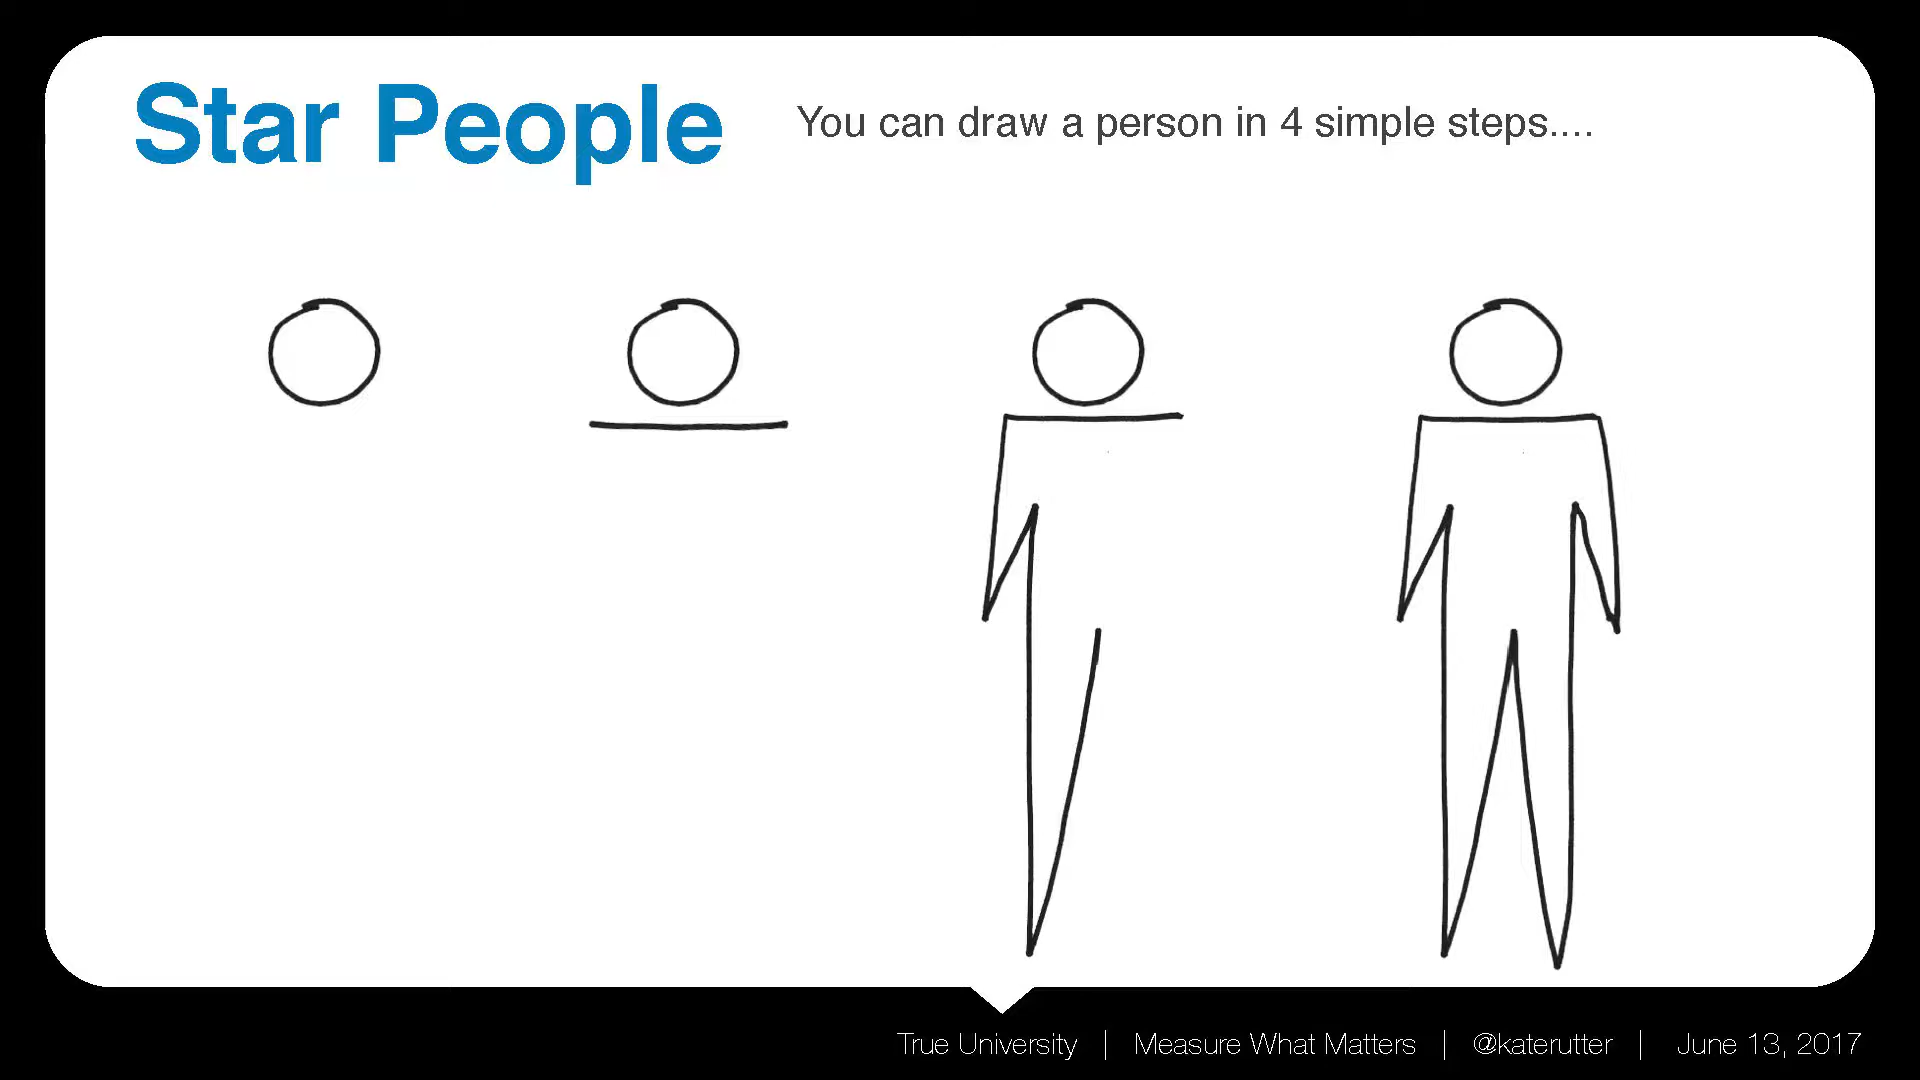 Star People
You can draw a person in 4 simple steps....
True University | Measure What Matters | @katerutter | June 13, 2017